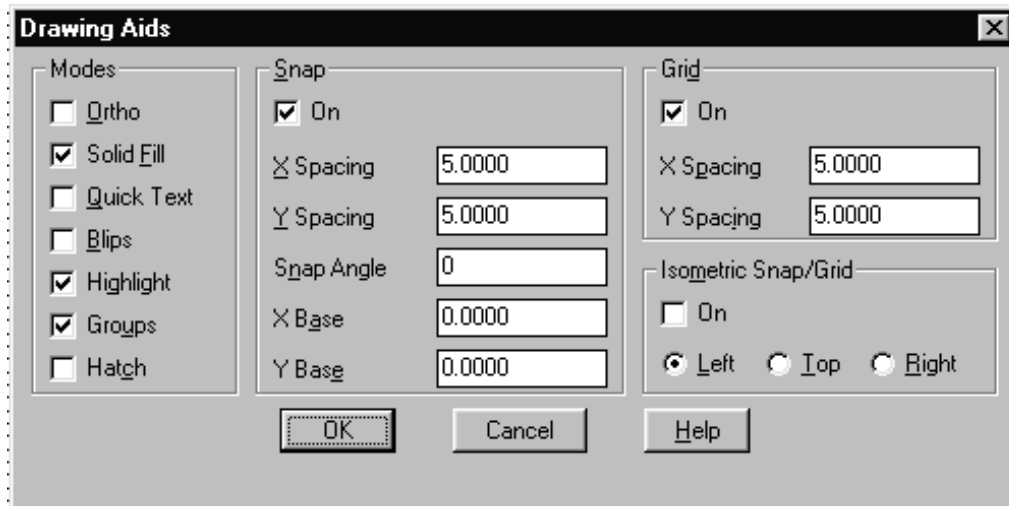 Drawing Aids
Modes
Ortho
Solid Fill
Quick Text
Blips
Highlight
Groups
Hatch
Snap
On
X Spacing 5.0000
Y Spacing 5.0000
Snap Angle 0
X Base 0.0000
Y Base 0.0000
Grid
On
X Spacing 5.0000
Y Spacing 5.0000
Isometric Snap/Grid
On
Left Top Right
OK Cancel Help